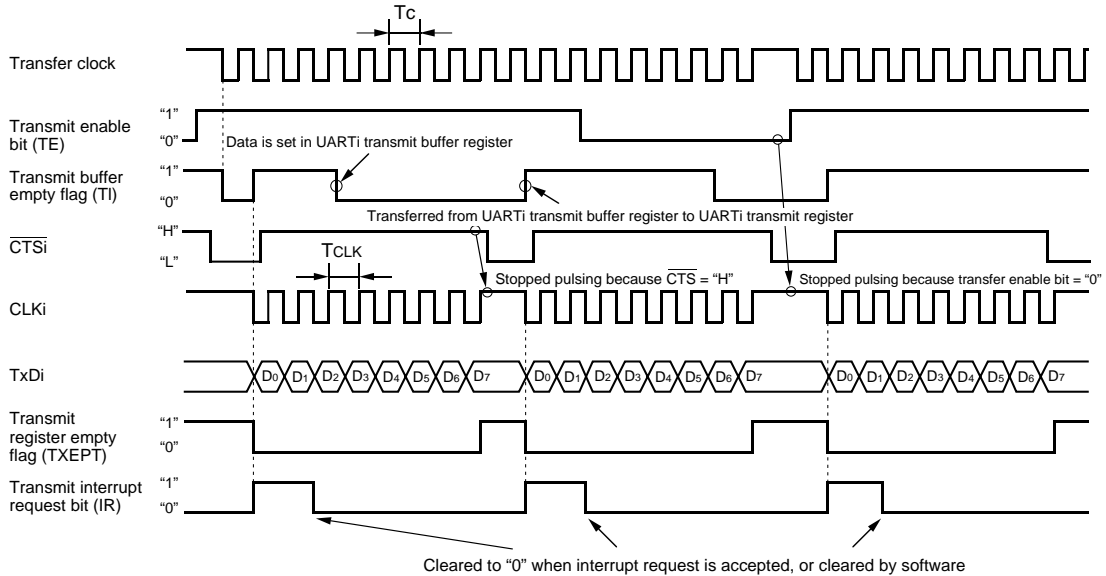 Tc
Transfer clock
Transmit enable
bit (TE)
“1”
“0”
Data is set in UARTi transmit buffer register
Transmit buffer
empty flag (TI)
“1”
“0”
Transferred from UARTi transmit buffer register to UARTi transmit register
CTSi
“H”
“L”
TCLK
Stopped pulsing because CTS = “H”
Stopped pulsing because transfer enable bit = “0”
CLKi
TxDi
D0 D1 D2 D3 D4 D5 D6 D7 D0 D1 D2 D3 D4 D5 D6 D7 D0 D1 D2 D3 D4 D5 D6 D7
Transmit
register empty
flag (TXEPT)
“1”
“0”
Transmit interrupt
request bit (IR)
“1”
“0”
Cleared to “0” when interrupt request is accepted, or cleared by software